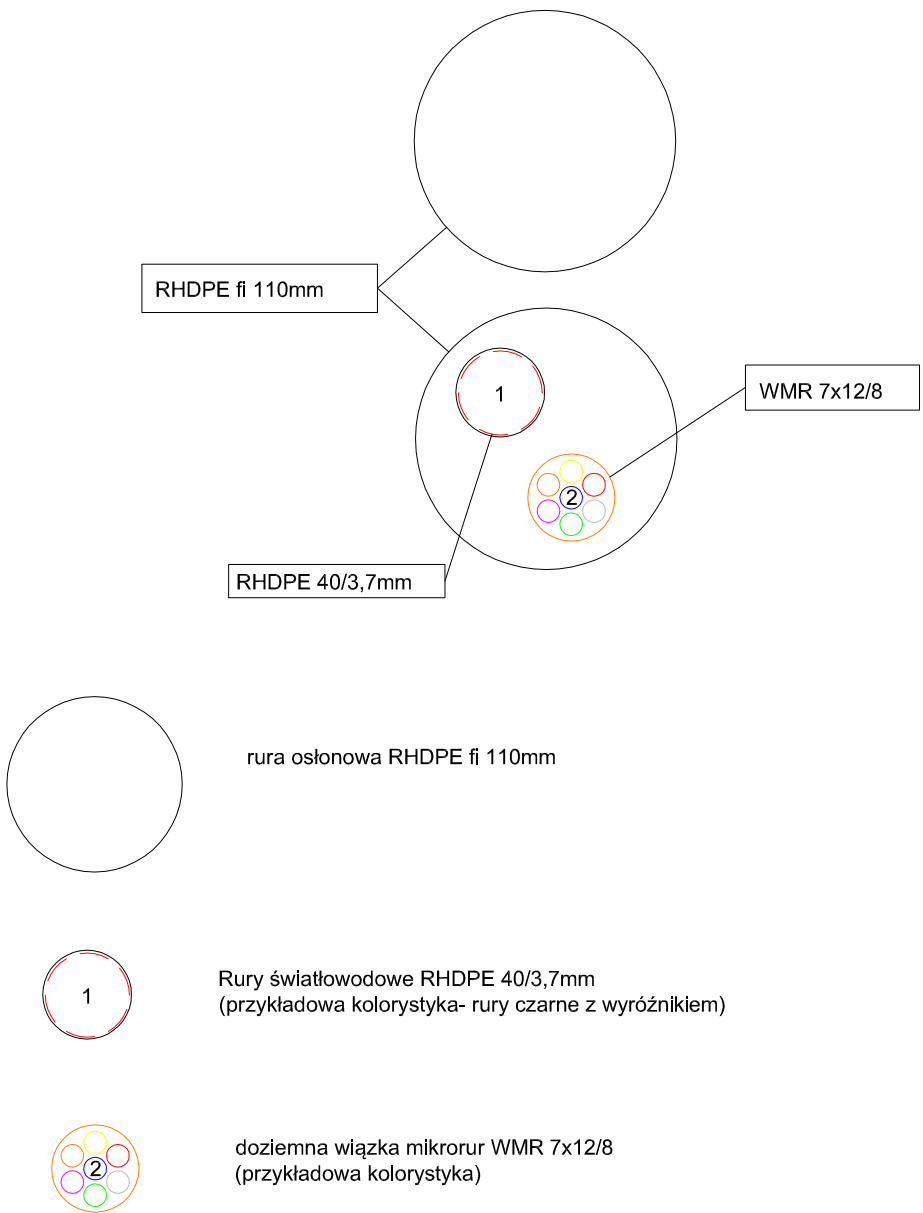 RHDPE fi 110mm
1
WMR 7x12/8
2
RHDPE 40/3,7mm
rura osłonowa RHDPE fi 110mm
1
Rury światłowodowe RHDPE 40/3,7mm
(przykładowa kolorystyka- rury czarne z wyróźnikiem)
2
doziemna wiązka mikrorur WMR 7x12/8
(przykładowa kolorystyka)